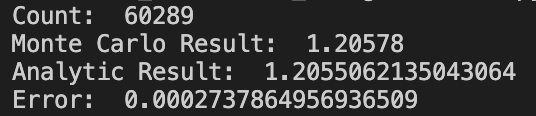 Count:  60289
Monte Carlo Result:  1.20578
Analytic Result:  1.2055062135043064
Error:  0.0002737864956936509